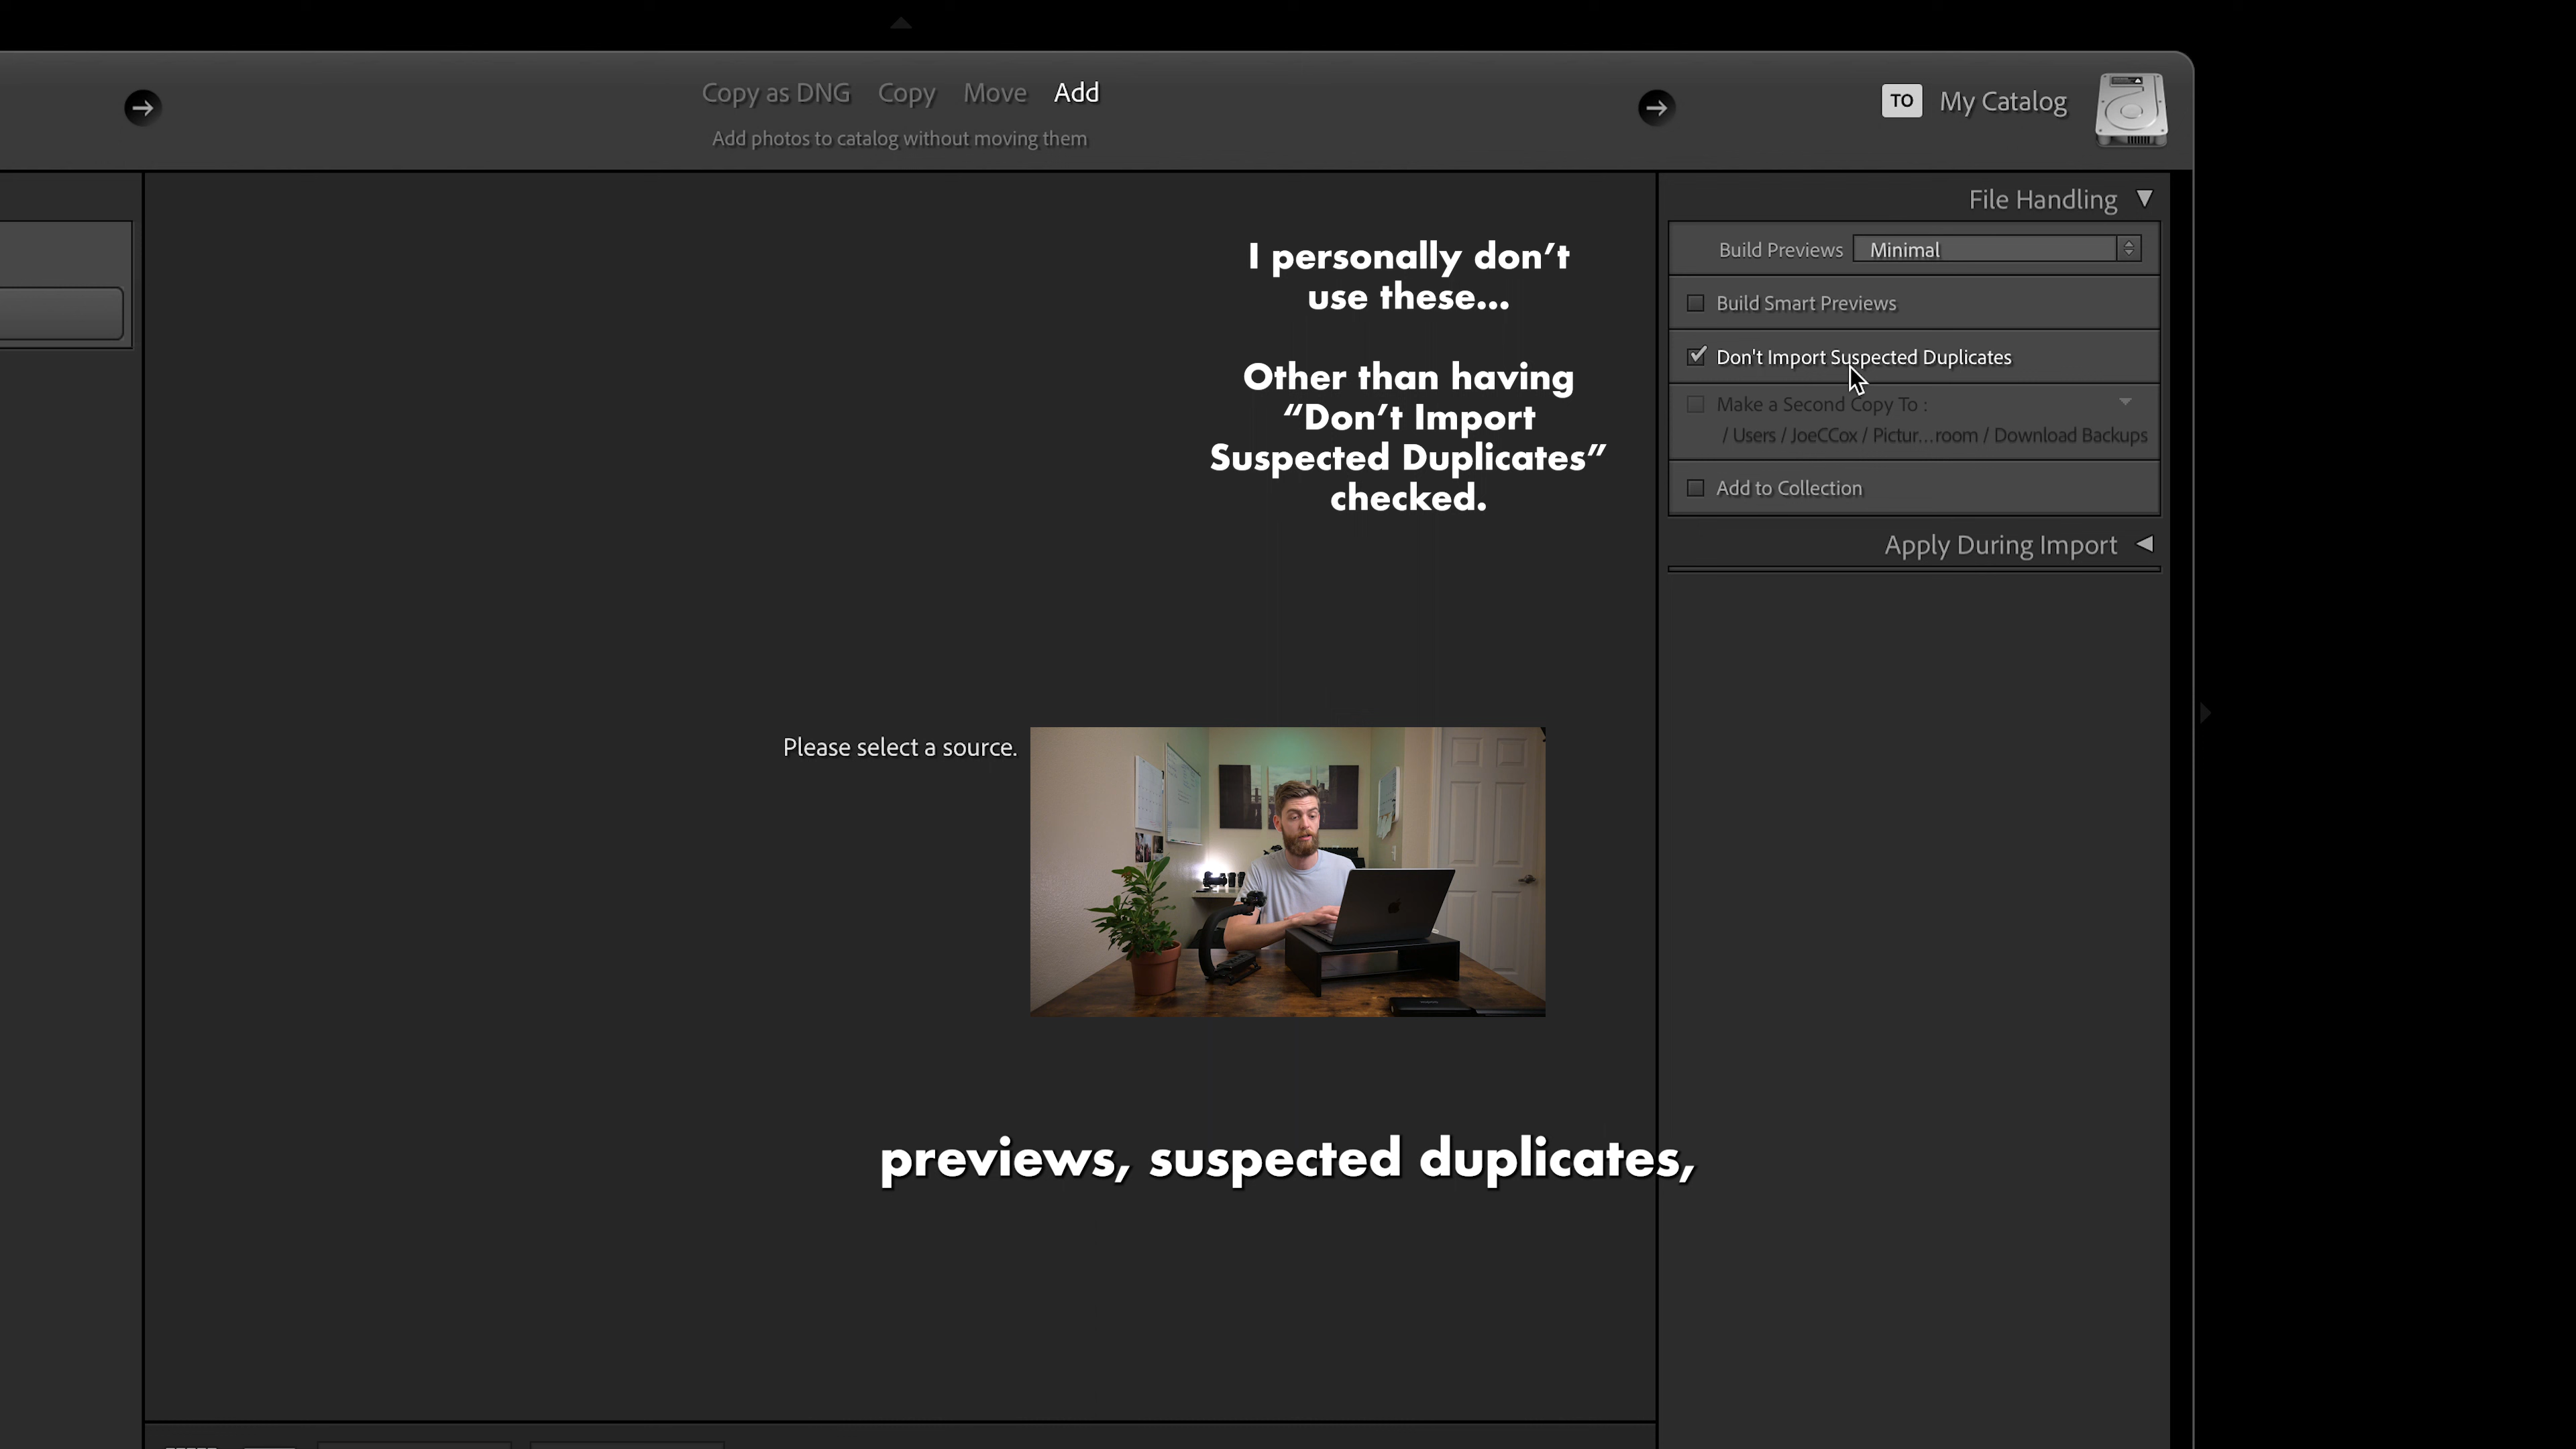 Copy as DNG Copy Move Add
Add photos to catalog without moving them
TO My Catalog
File Handling
Build Previews Minimal
Build Smart Previews
Don't Import Suspected Duplicates
Make a Second Copy To :
/ Users / JoeCCox / Pictur...room / Download Backups
Add to Collection
Apply During Import
I personally don’t
use these...
Other than having
“Don’t Import
Suspected Duplicates”
checked.
Please select a source.
previews, suspected duplicates,